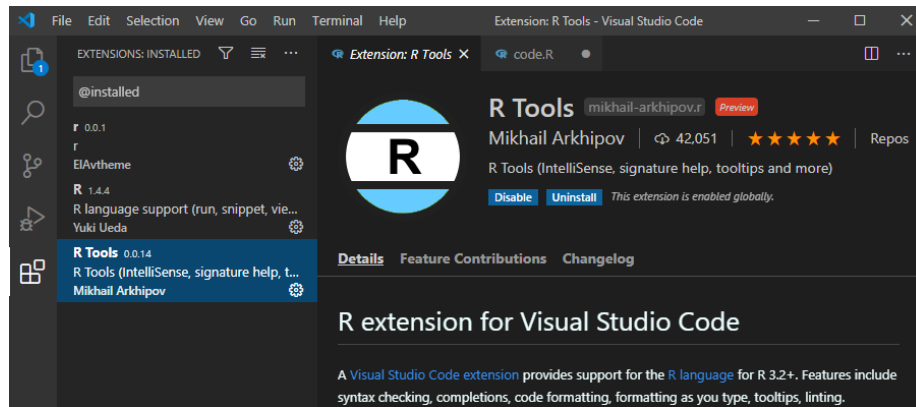 File Edit Selection View Go Run Terminal Help Extension: R Tools - Visual Studio Code
EXTENSIONS: INSTALLED
Extension: R Tools
code.R
1
@installed
r 0.0.1
r
ElAvtheme
R 1.4.4
R language support (run, snippet, vie...
Yuki Ueda
R Tools 0.0.14
R Tools (IntelliSense, signature help, t...
Mikhail Arkhipov
R
R Tools mikhail-arkhipov.r Preview
Mikhail Arkhipov 42,051 Repos
R Tools (IntelliSense, signature help, tooltips and more)
Disable Uninstall This extension is enabled globally.
Details Feature Contributions Changelog
R extension for Visual Studio Code
A Visual Studio Code extension provides support for the R language for R 3.2+. Features include
syntax checking, completions, code formatting, formatting as you type, tooltips, linting.